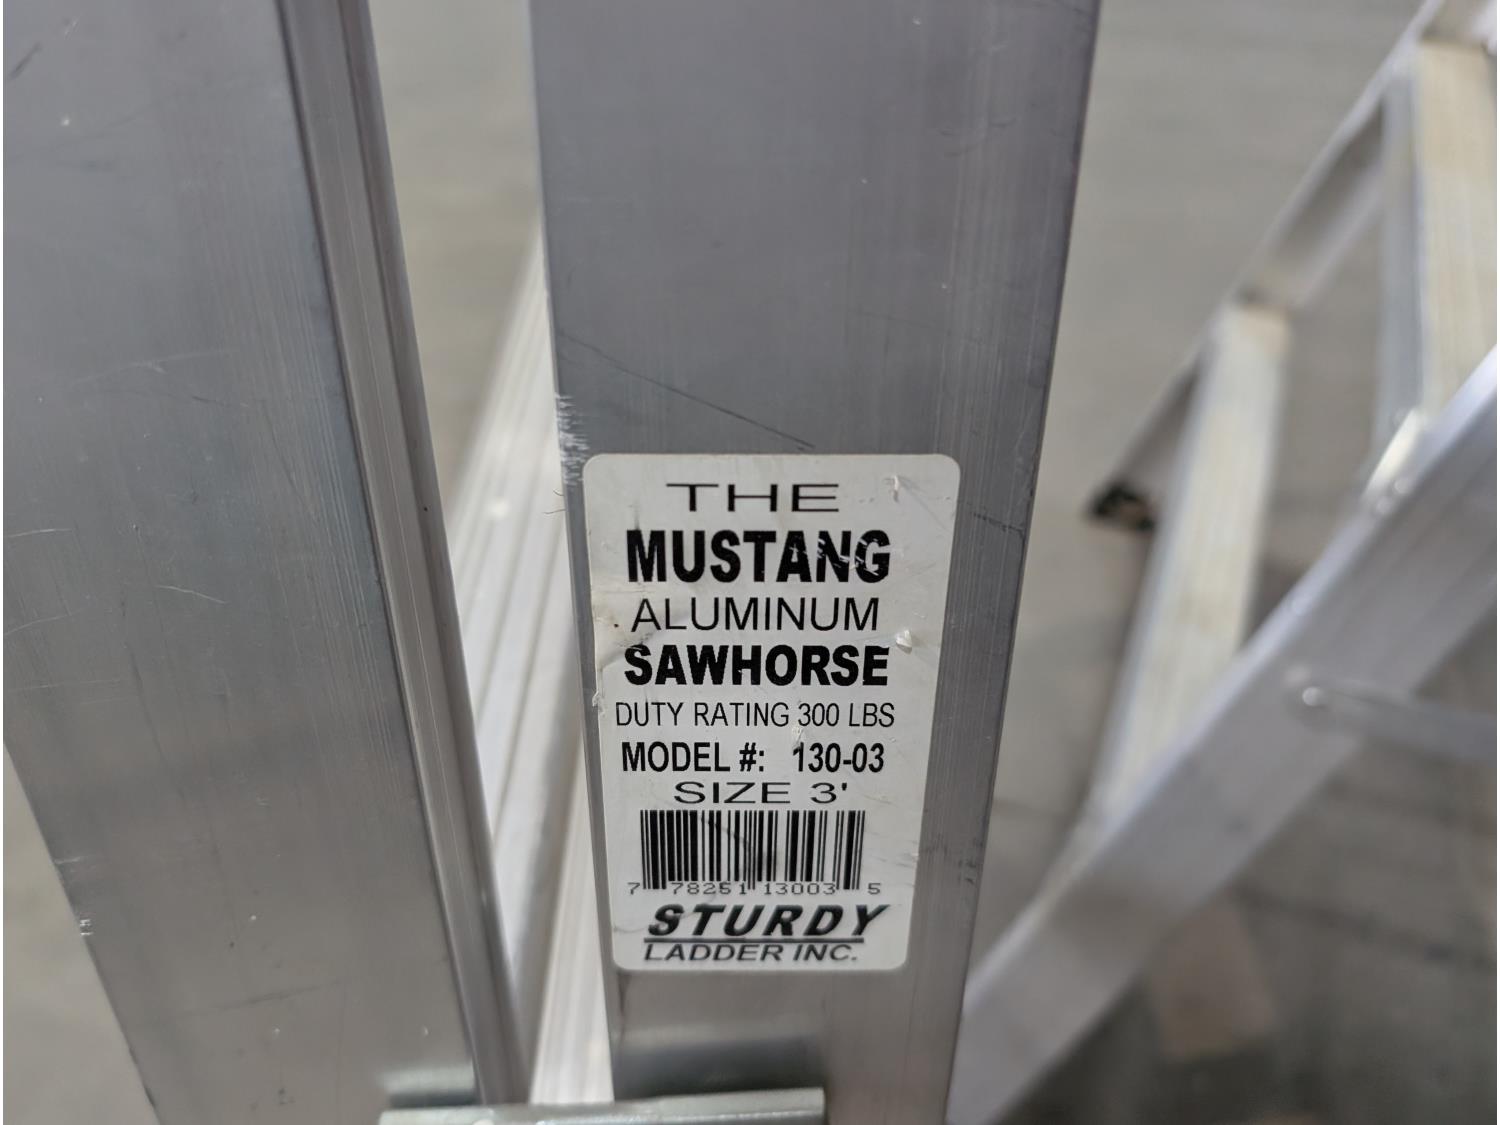 THE
MUSTANG
ALUMINUM
SAWHORSE
DUTY RATING 300 LBS
MODEL #: 130-03
SIZE 3'
7 78251 13003 5
STURDY
LADDER INC.